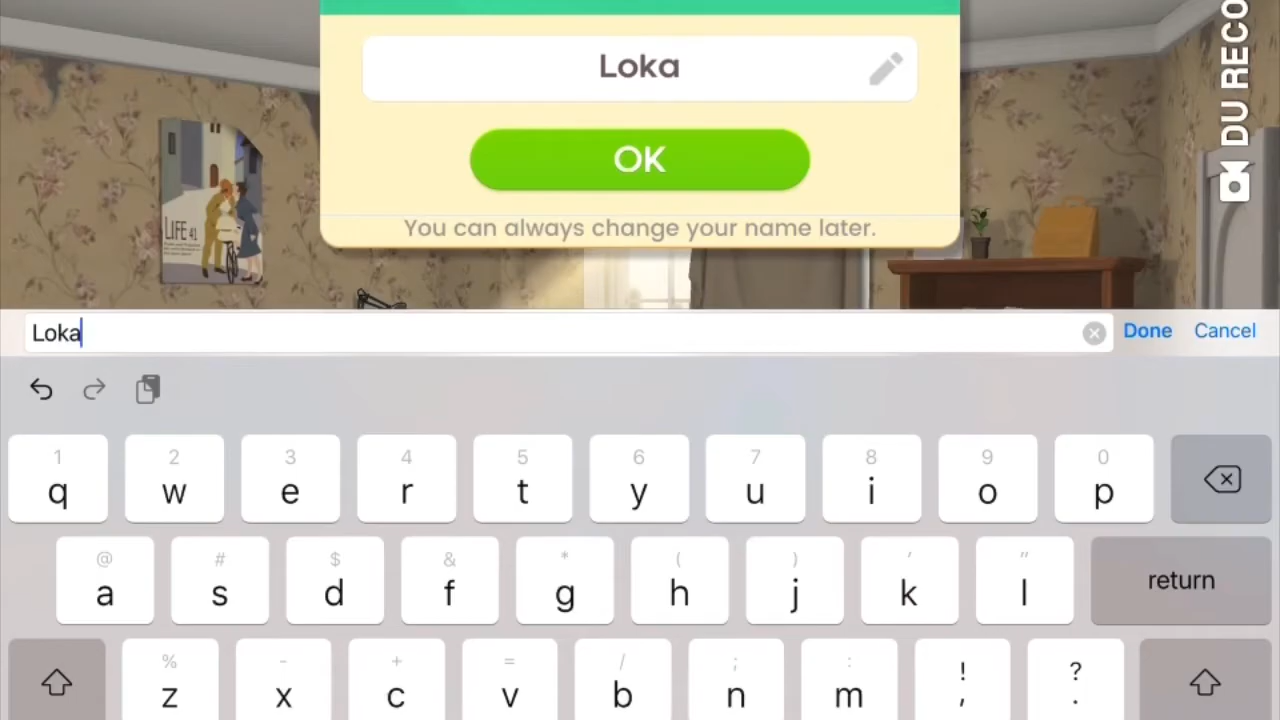 Loka
OK
You can always change your name later.
LIFE 41
DU RECO
Loka
Done Cancel
1 2 3 4 5 6 7 8 9 0
q w e r t y u i o p
@ # $ & * ( ) ' "
a s d f g h j k l return
% - + = / ; : ! ?
z x c v b n m , .